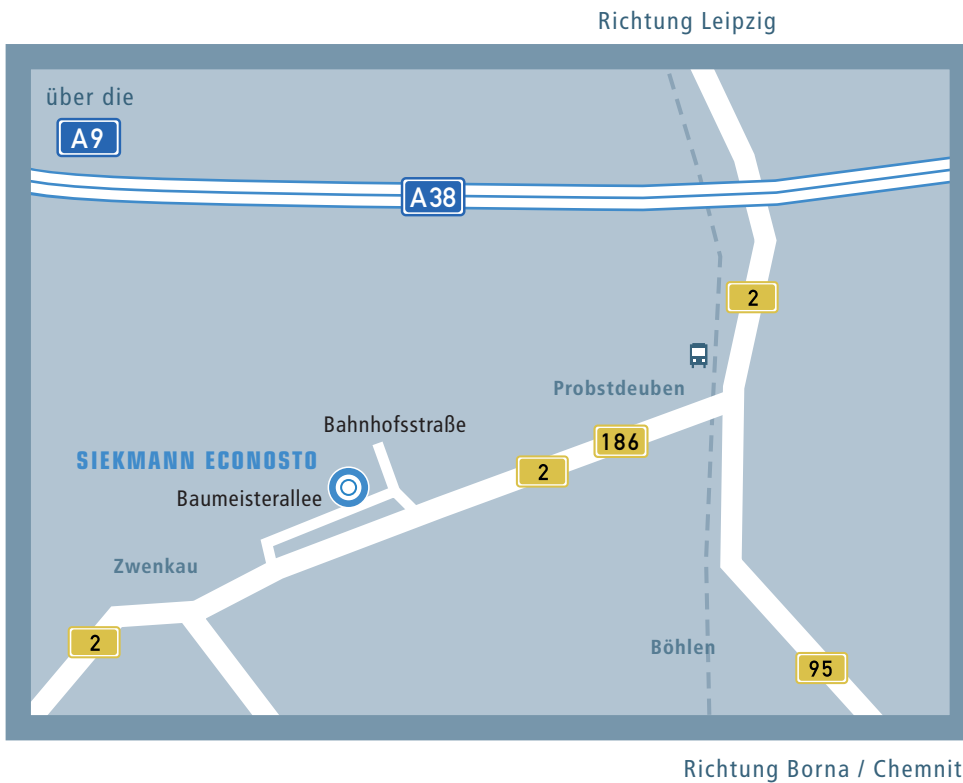 Richtung Leipzig
über die
A9
A38
2
Probstdeuben
186
Bahnhofsstraße
2
SIEKMANN ECONOSTO
Baumeisterallee
Zwenkau
2
Böhlen
95
Richtung Borna / Chemnit